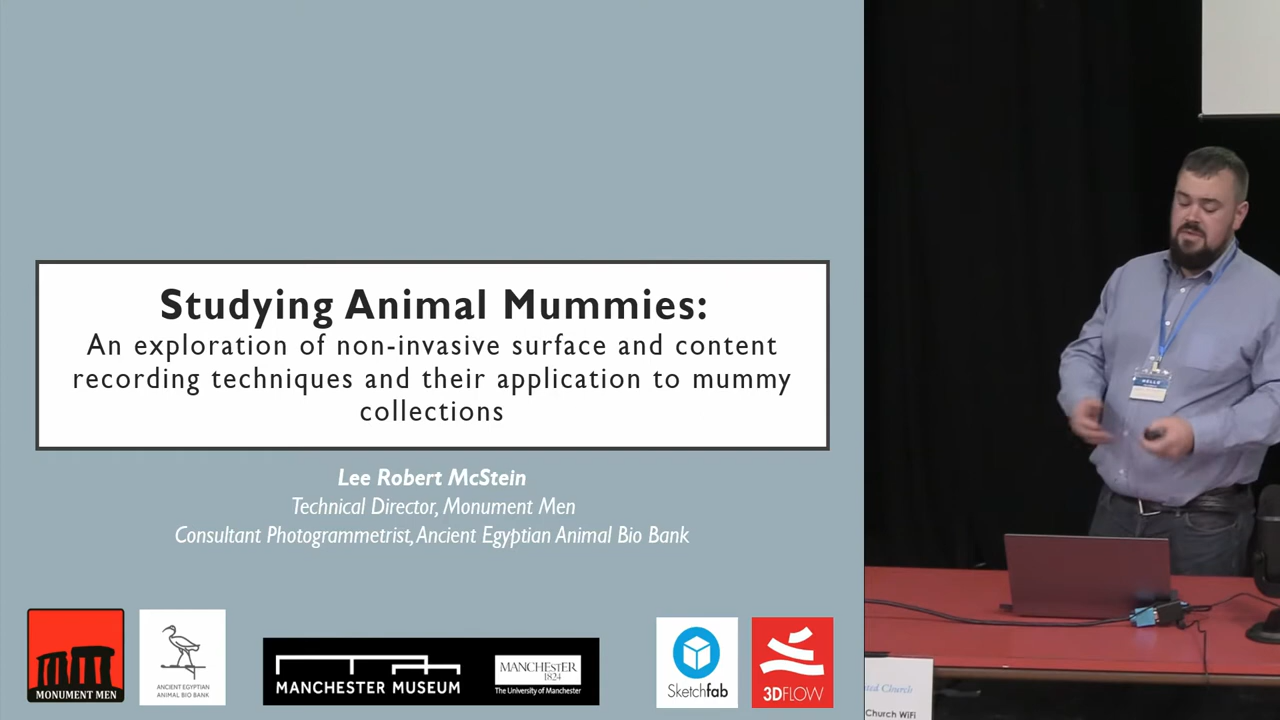 Studying Animal Mummies:
An exploration of non-invasive surface and content
recording techniques and their application to mummy
collections
Lee Robert McStein
Technical Director, Monument Men
Consultant Photogrammetrist, Ancient Egyptian Animal Bio Bank
MONUMENT MEN
ANCIENT EGYPTIAN
ANIMAL BIO BANK
MANCHESTER MUSEUM
MANCHEStER
1824
The University of Manchester
Sketchfab
3DFLOW
HELLO
Church
Church WiFi